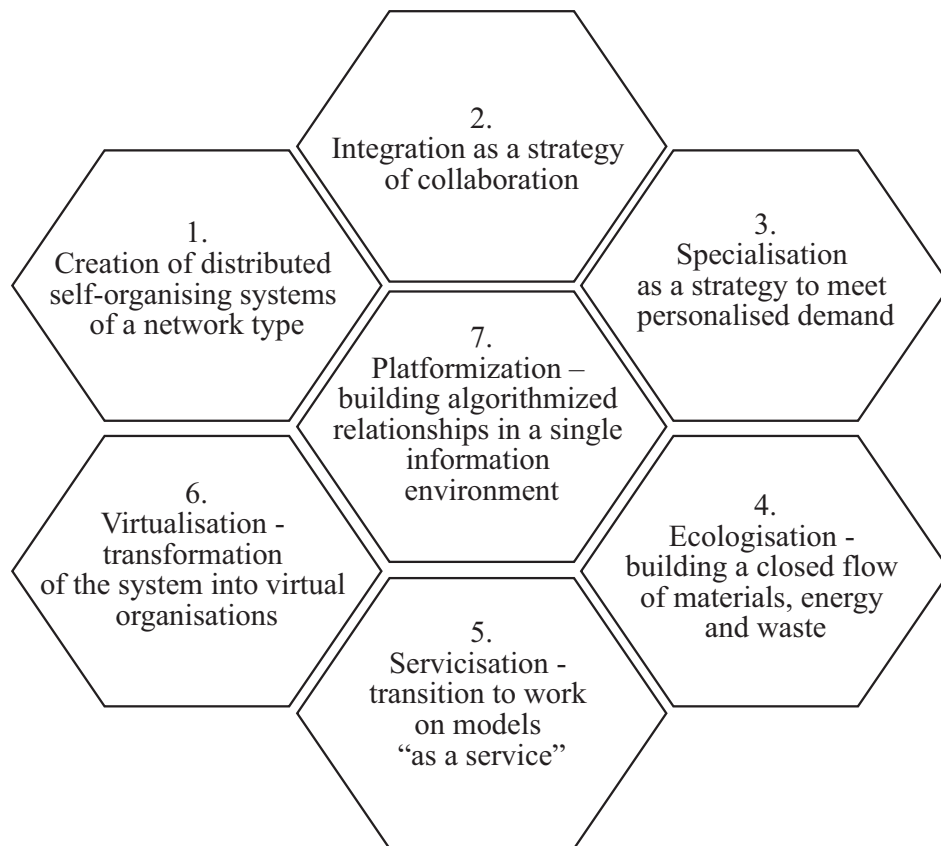 1.
Creation of distributed
self-organising systems
of a network type
2.
Integration as a strategy
of collaboration
3.
Specialisation
as a strategy to meet
personalised demand
4.
Ecologisation -
building a closed flow
of materials, energy
and waste
5.
Servicisation -
transition to work
on models
“as a service”
6.
Virtualisation -
transformation
of the system into virtual
organisations
7.
Platformization –
building algorithmized
relationships in a single
information
environment